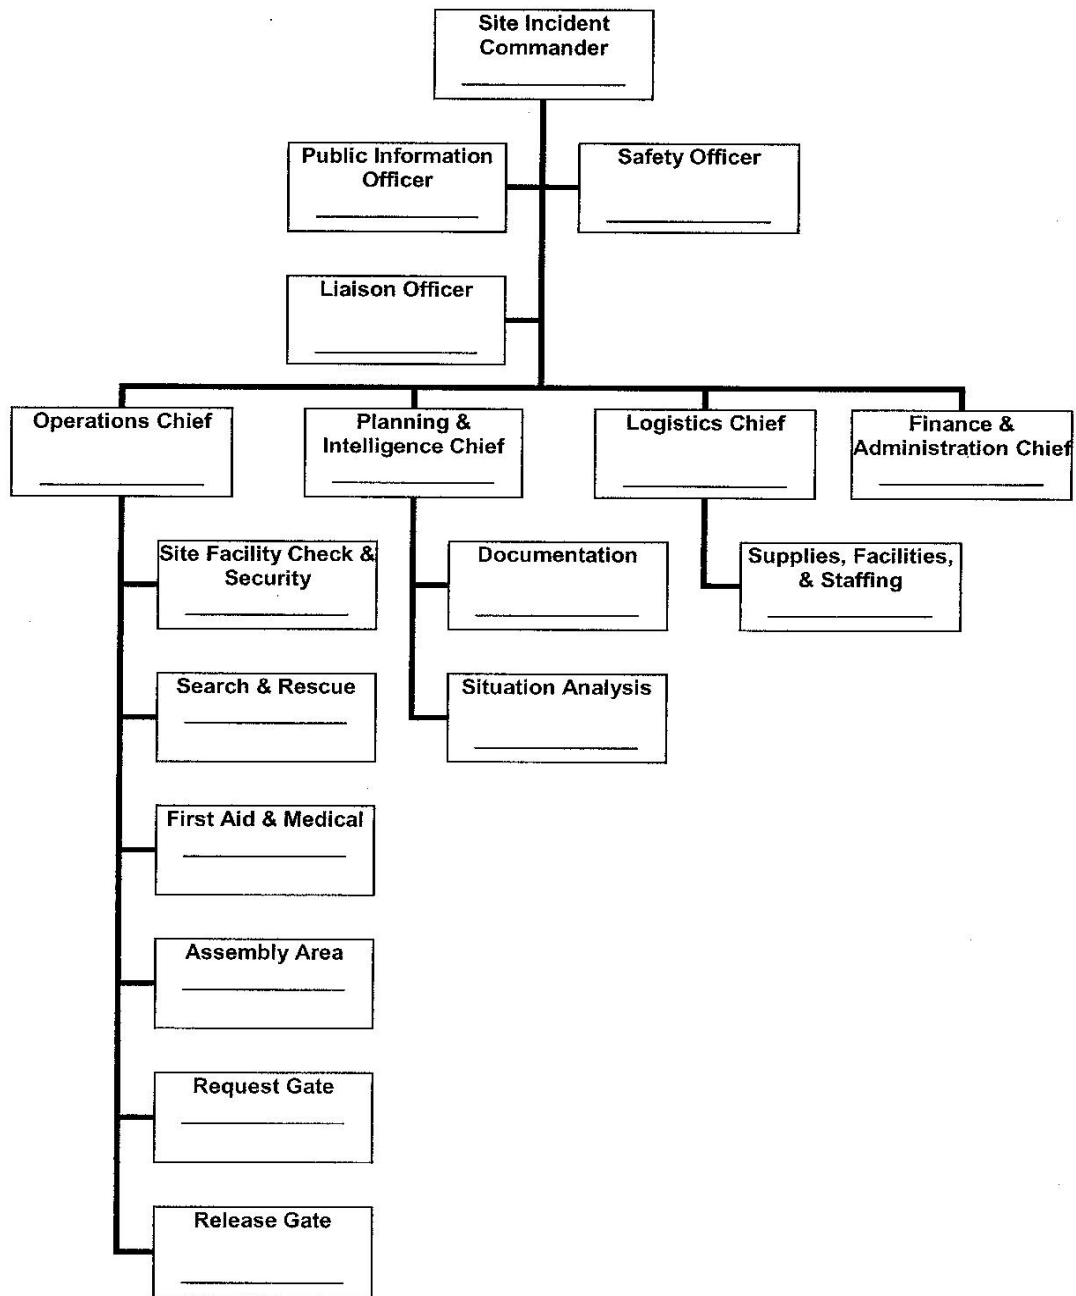 Site Incident
Commander
Public Information
Officer
Safety Officer
Liaison Officer
Operations Chief
Planning &
Intelligence Chief
Logistics Chief
Finance &
Administration Chief
Site Facility Check &
Security
Documentation
Supplies, Facilities,
& Staffing
Search & Rescue
Situation Analysis
First Aid & Medical
Assembly Area
Request Gate
Release Gate